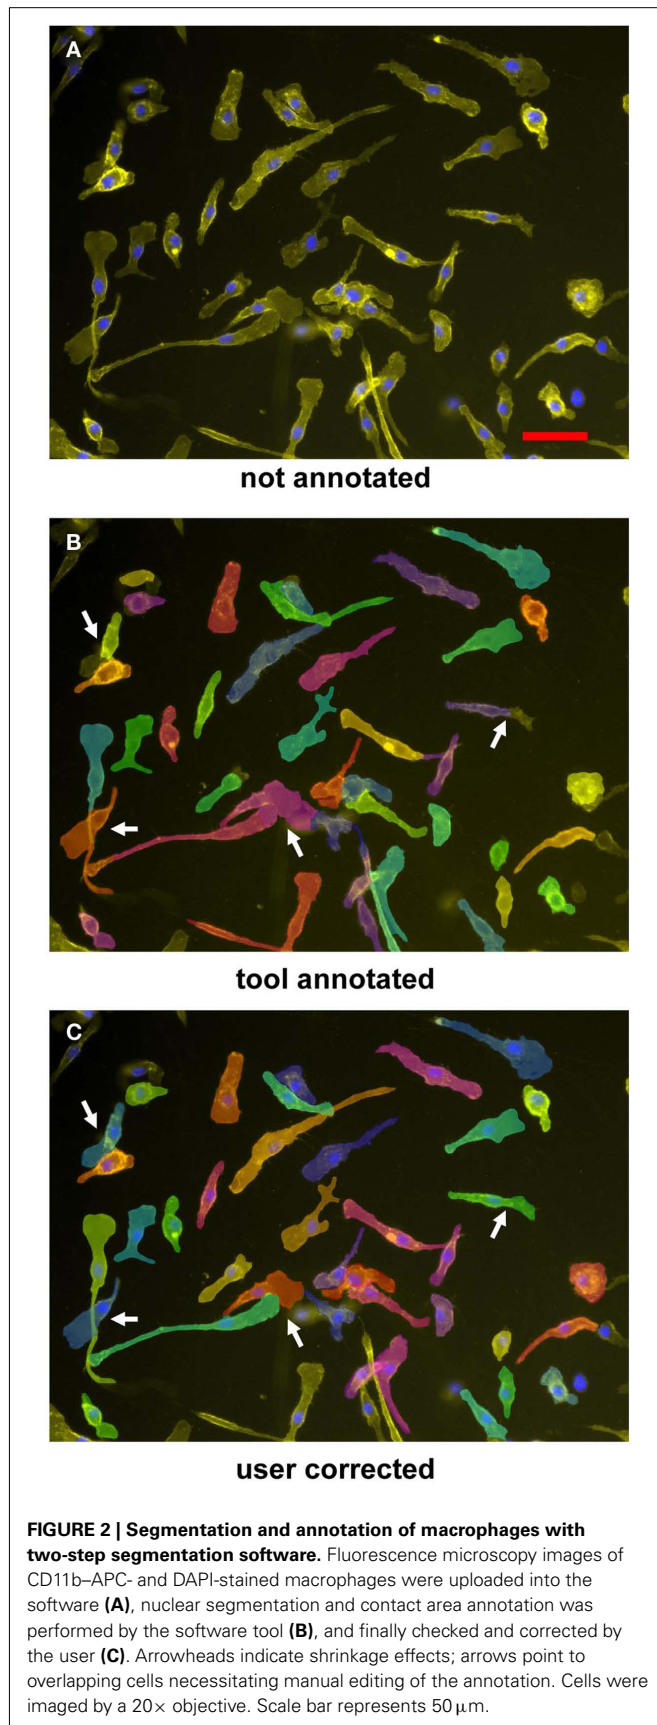 A
not annotated
B
tool annotated
C
user corrected
FIGURE 2 | Segmentation and annotation of macrophages with
two-step segmentation software. Fluorescence microscopy images of
CD11b–APC- and DAPI-stained macrophages were uploaded into the
software (A), nuclear segmentation and contact area annotation was
performed by the software tool (B), and finally checked and corrected by
the user (C). Arrowheads indicate shrinkage effects; arrows point to
overlapping cells necessitating manual editing of the annotation. Cells were
imaged by a 20× objective. Scale bar represents 50 μm.